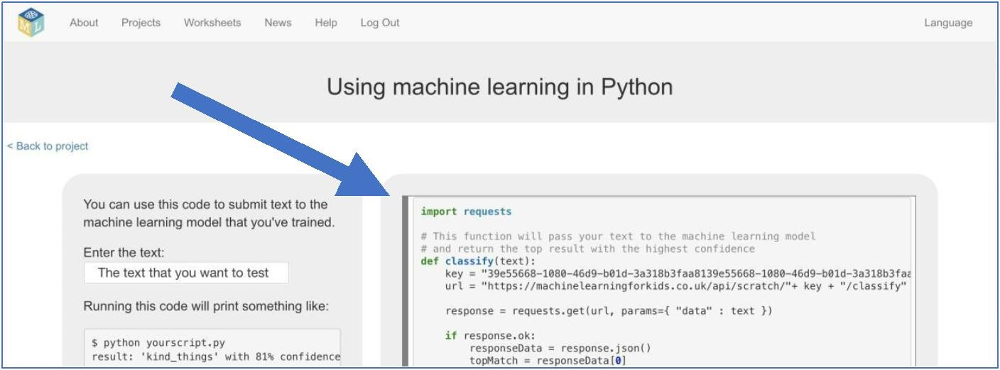 M L
About Projects Worksheets News Help Log Out Language
Using machine learning in Python
< Back to project
You can use this code to submit text to the
machine learning model that you've trained.
Enter the text:
The text that you want to test
Running this code will print something like:
$ python yourscript.py
result: 'kind_things' with 81% confidence
import requests
# This function will pass your text to the machine learning model
# and return the top result with the highest confidence
def classify(text):
    key = "39e55668-1080-46d9-b01d-3a318b3faa8139e55668-1080-46d9-b01d-3a318b3faa
    url = "https://machinelearningforkids.co.uk/api/scratch/"+ key + "/classify"
    response = requests.get(url, params={ "data" : text })
    if response.ok:
        responseData = response.json()
        topMatch = responseData[0]